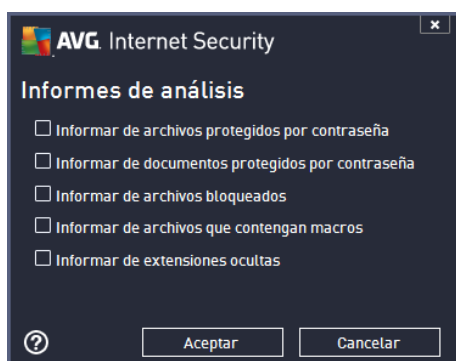 AVG. Internet Security
Informes de análisis
Informar de archivos protegidos por contraseña
Informar de documentos protegidos por contraseña
Informar de archivos bloqueados
Informar de archivos que contengan macros
Informar de extensiones ocultas
Aceptar Cancelar